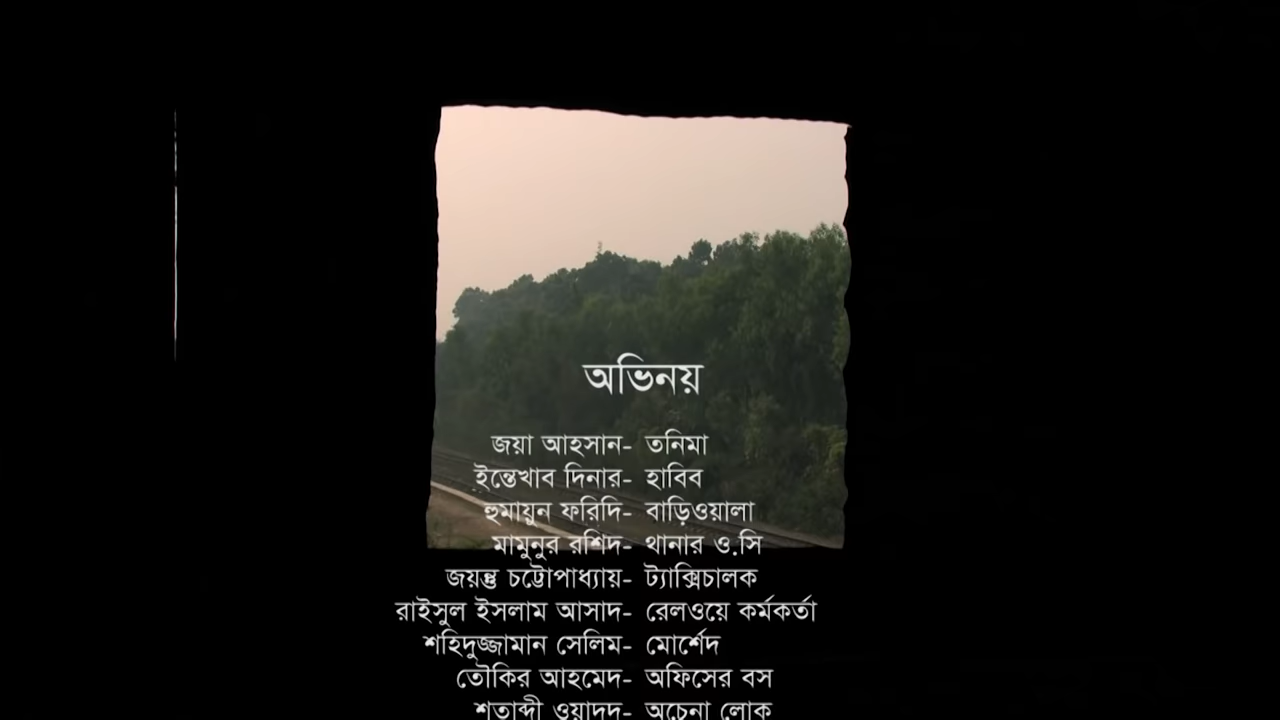 অভিনয়
জয়া আহসান- তনিমা
ইন্তেখাব দিনার- হাবিব
হুমায়ুন ফরিদি- বাড়িওয়ালা
মামুনুর রশিদ- থানার ও.সি
জয়ন্ত চট্টোপাধ্যায়- ট্যাক্সিচালক
রাইসুল ইসলাম আসাদ- রেলওয়ে কর্মকর্তা
শহিদুজ্জামান সেলিম- মোর্শেদ
তৌকির আহমেদ- অফিসের বস
শতাব্দী ওয়াদুদ- অচেনা লোক